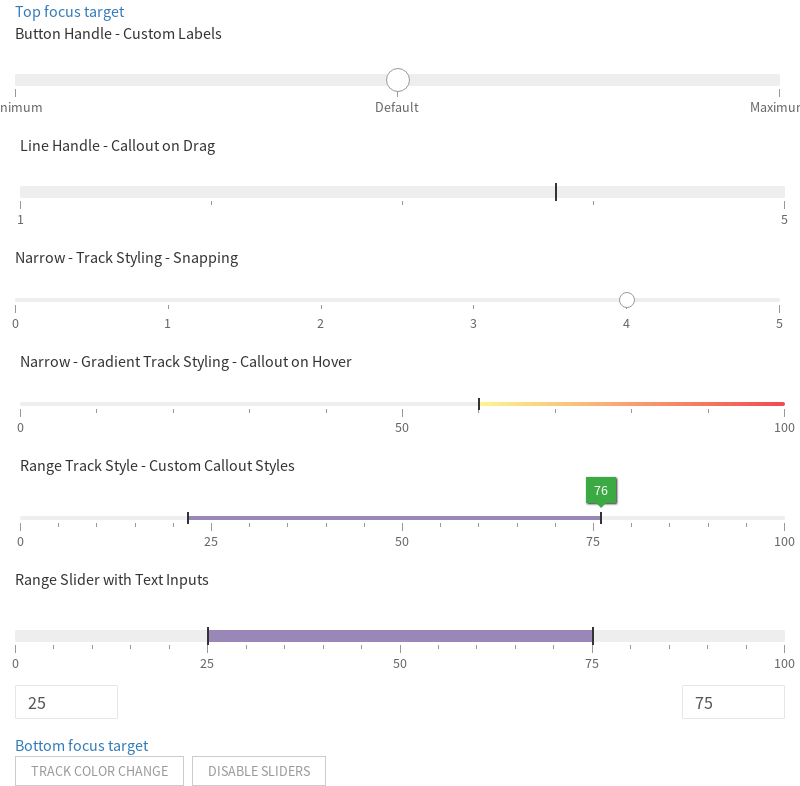 Top focus target
Button Handle - Custom Labels
nimum Default Maximur
Line Handle - Callout on Drag
1 5
Narrow - Track Styling - Snapping
0 1 2 3 4 5
Narrow - Gradient Track Styling - Callout on Hover
0 50 100
Range Track Style - Custom Callout Styles
76
0 25 50 75 100
Range Slider with Text Inputs
0 25 50 75 100
25 75
Bottom focus target
TRACK COLOR CHANGE DISABLE SLIDERS